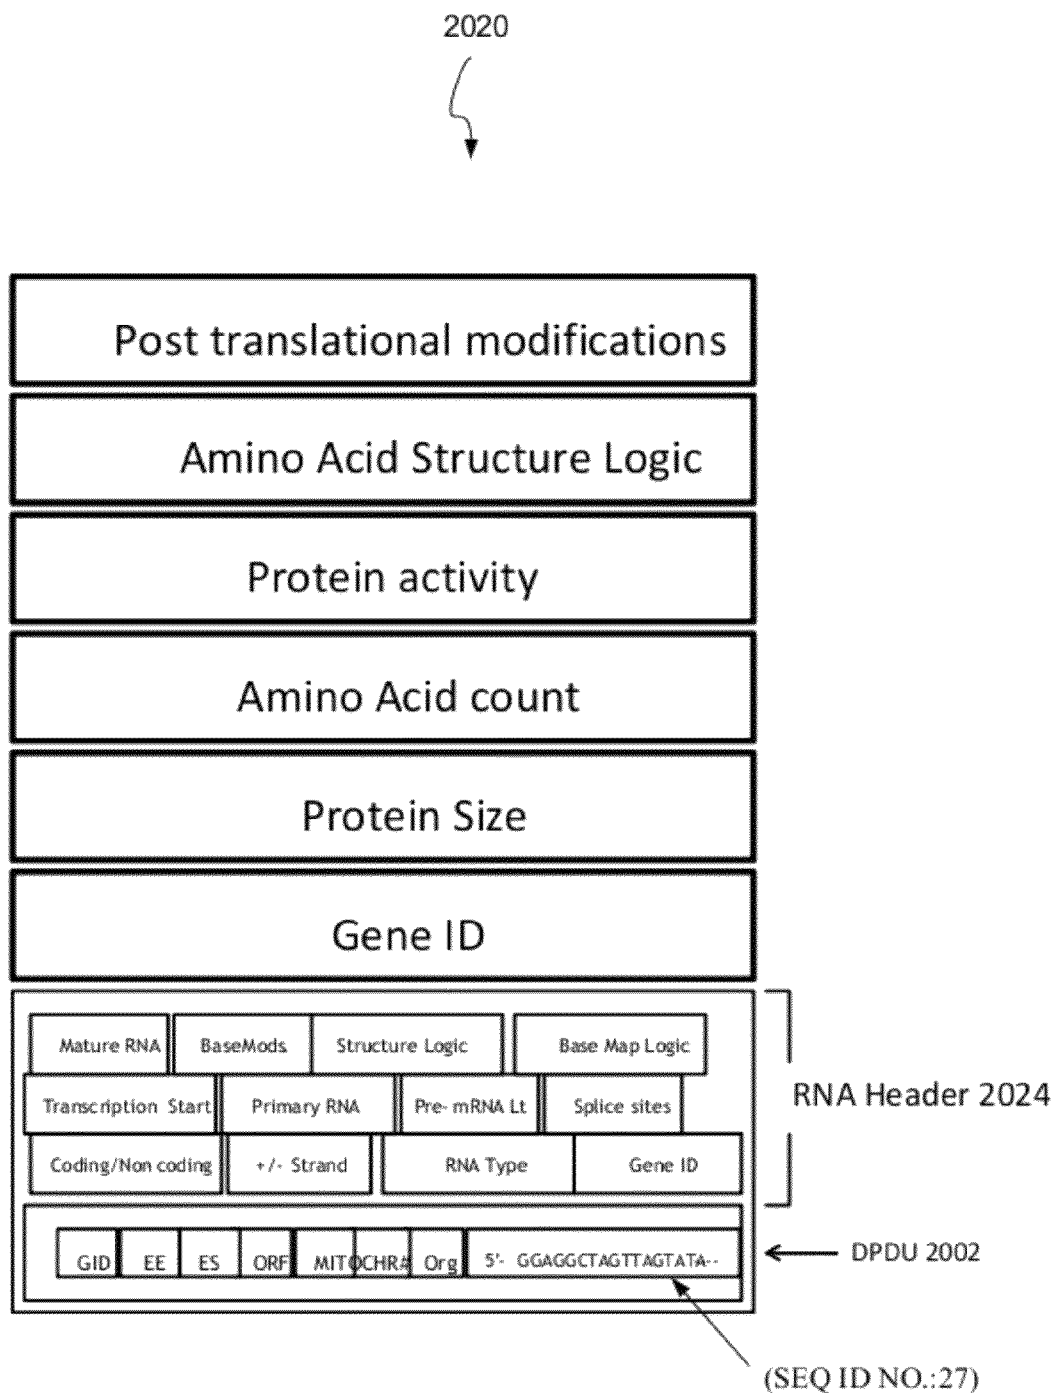 2020
Post translational modifications
Amino Acid Structure Logic
Protein activity
Amino Acid count
Protein Size
Gene ID
Mature RNA BaseMods Structure Logic Base Map Logic
Transcription Start Primary RNA Pre- mRNA Lt Splice sites
RNA Header 2024
Coding/Non coding +/- Strand RNA Type Gene ID
GID EE ES ORF MITO CHR# Org 5'- GGAGGCTAGTTAGTATA--
DPDU 2002
(SEQ ID NO.:27)